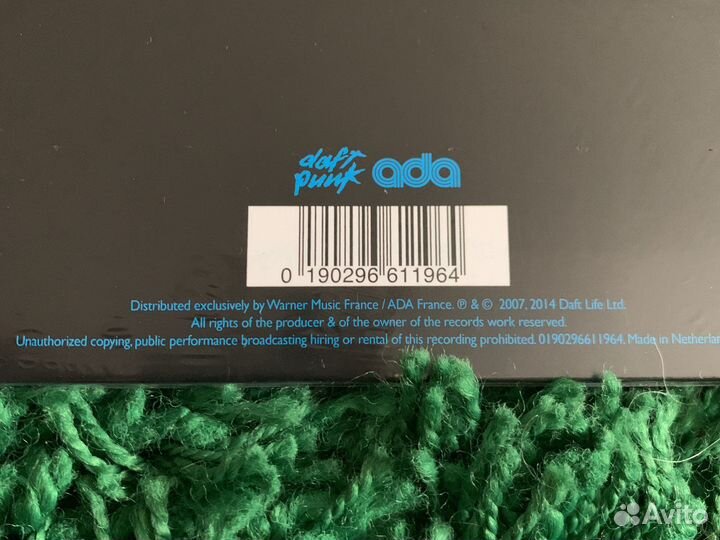 daft
punk ada
0 190296 611964
Distributed exclusively by Warner Music France / ADA France. ℗ & © 2007, 2014 Daft Life Ltd.
All rights of the producer & of the owner of the records work reserved.
Unauthorized copying, public performance broadcasting hiring or rental of this recording prohibited. 0190296611964. Made in Netherlan
Avito